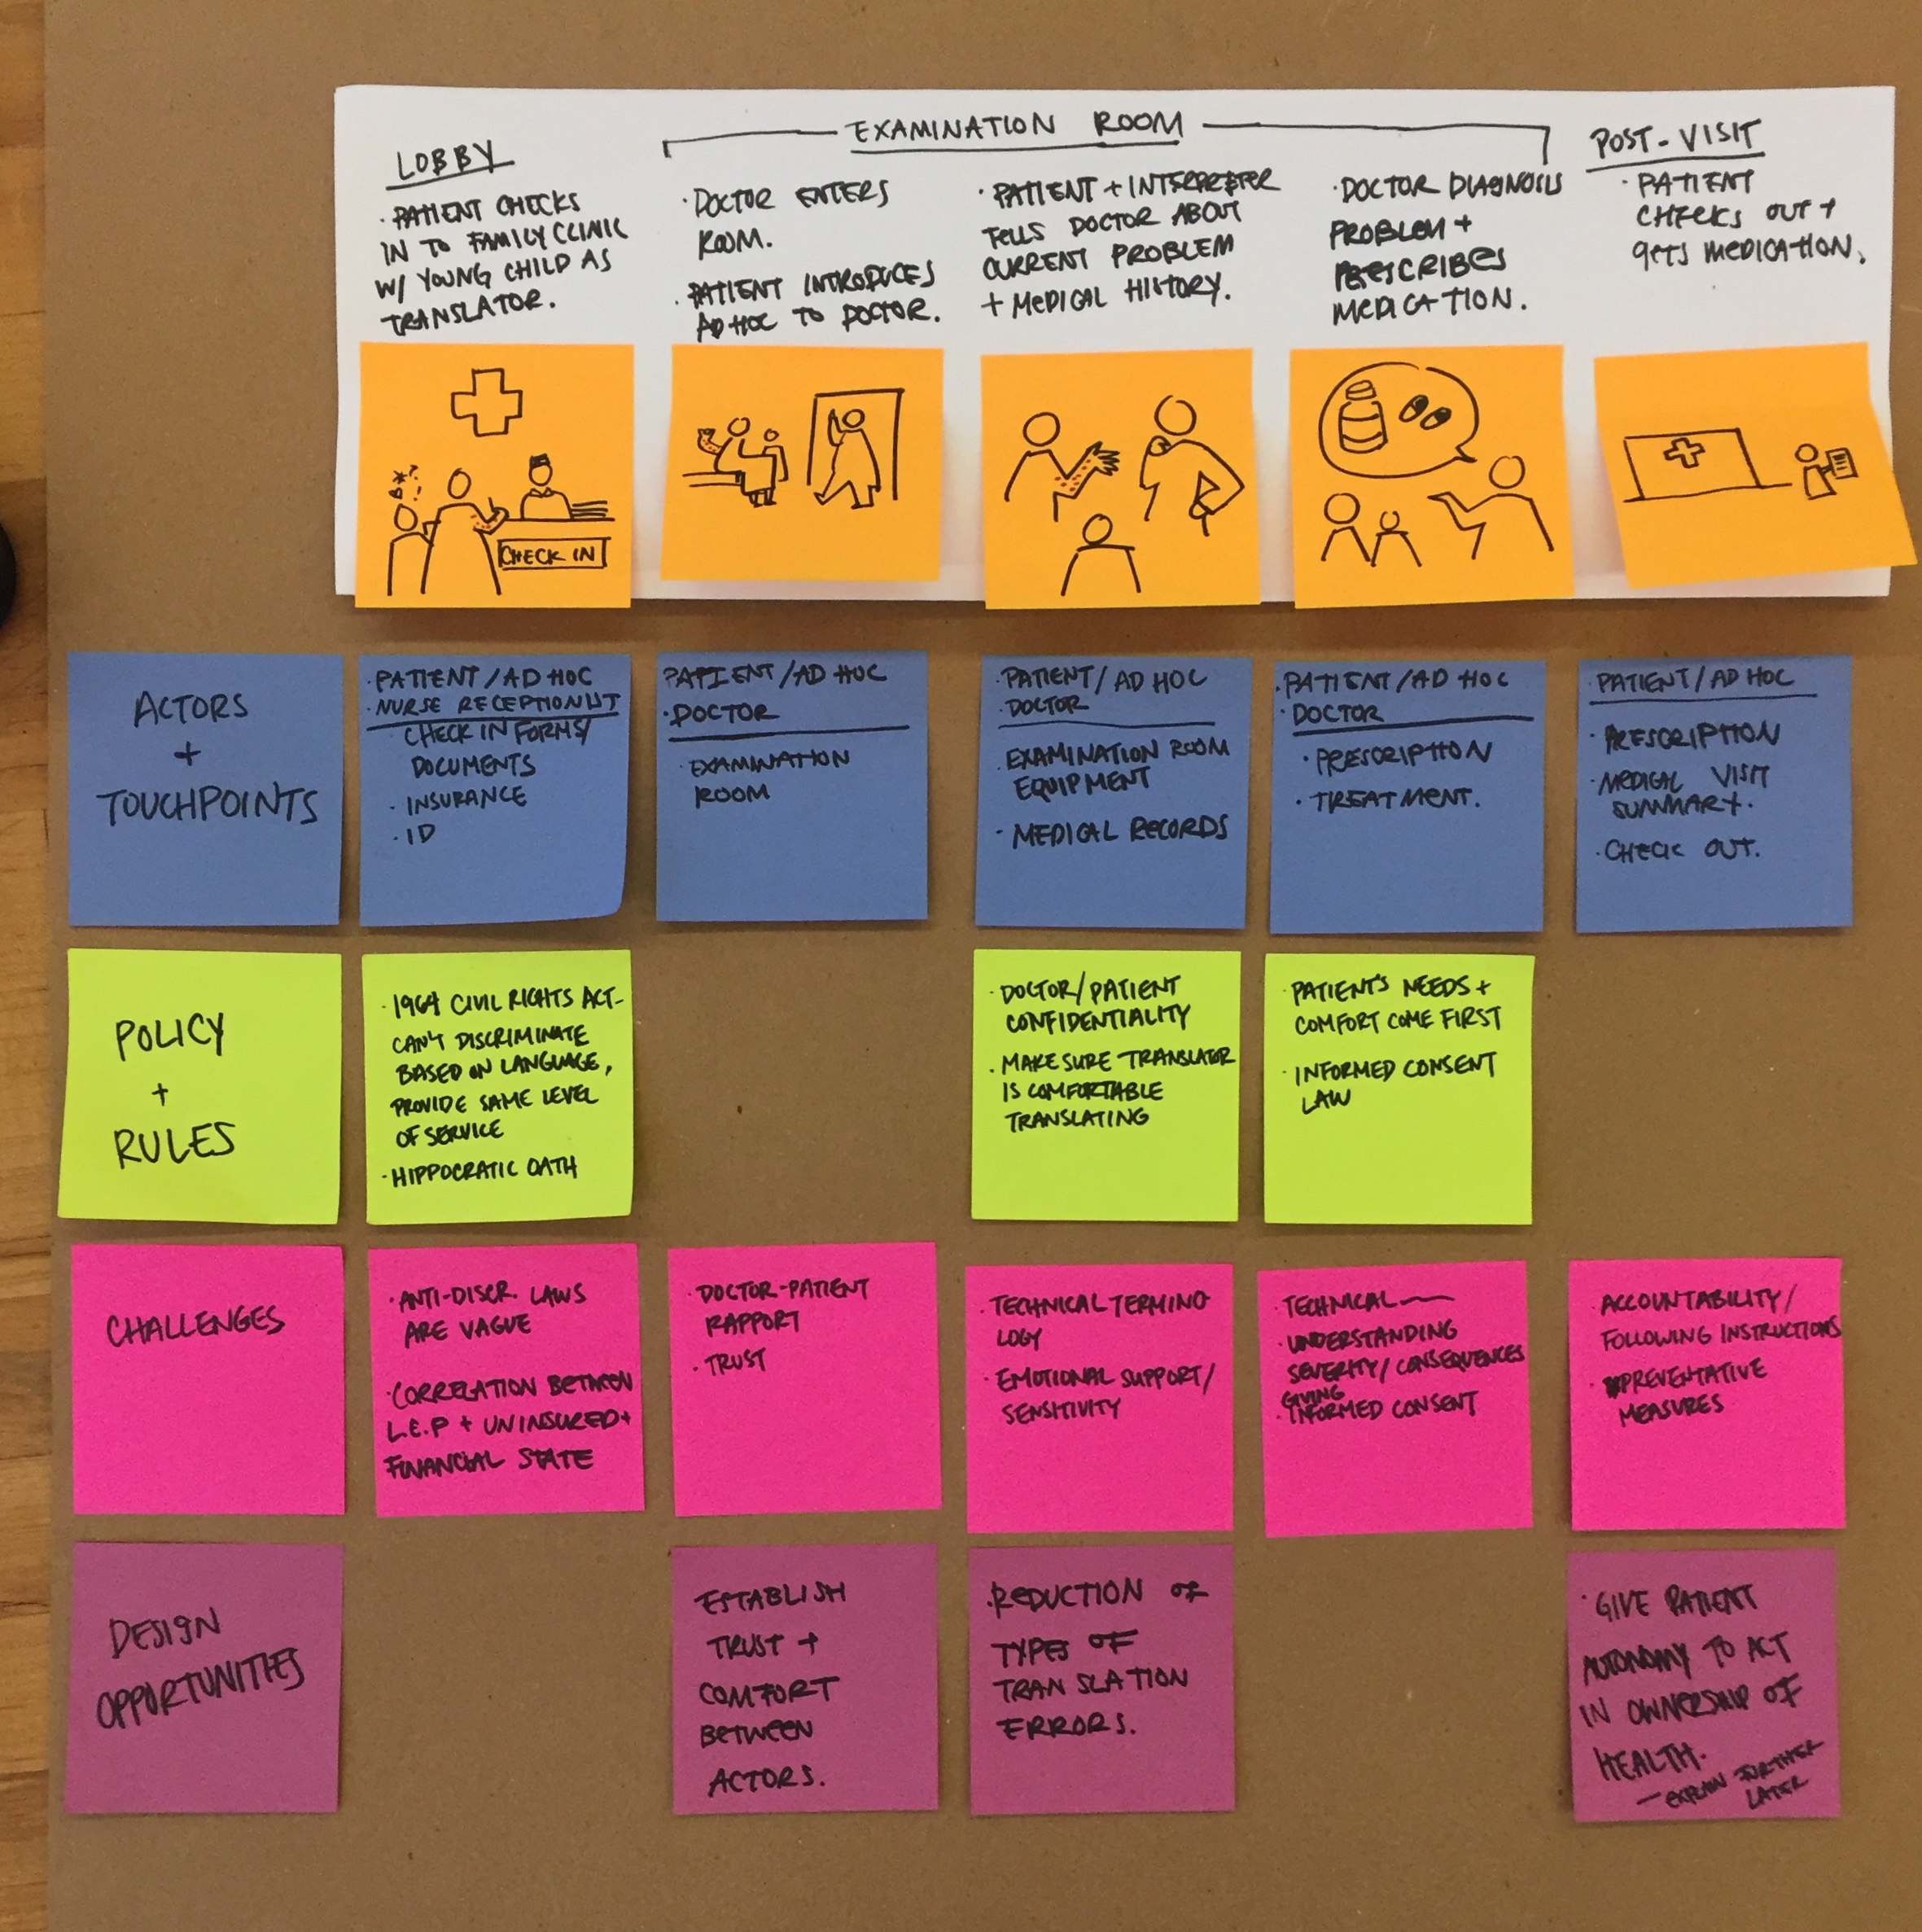 LOBBY
· PATIENT CHECKS
IN TO FAMILY CLINIC
W/ YOUNG CHILD AS
TRANSLATOR.
EXAMINATION ROOM
· DOCTOR ENTERS
ROOM.
· PATIENT INTRODUCES
AD HOC TO DOCTOR.
· PATIENT + INTERPRETER
TELLS DOCTOR ABOUT
CURRENT PROBLEM
+ MEDICAL HISTORY.
· DOCTOR DIAGNOSIS
PROBLEM +
PRESCRIBES
MEDICATION.
POST-VISIT
· PATIENT
CHECKS OUT +
GETS MEDICATION.
CHECK IN
ACTORS
+
TOUCHPOINTS
· PATIENT/AD HOC
· NURSE RECEPTIONIST
CHECK IN FORMS/
DOCUMENTS
· INSURANCE
· ID
PATIENT/AD HOC
· DOCTOR
· EXAMINATION
ROOM
· PATIENT/AD HOC
· DOCTOR
· EXAMINATION ROOM
EQUIPMENT
· MEDICAL RECORDS
· PATIENT/AD HOC
· DOCTOR
· PRESCRIPTION
· TREATMENT.
· PATIENT/AD HOC
· PRESCRIPTION
· MEDICAL VISIT
SUMMARY.
· CHECK OUT.
POLICY
+
RULES
· 1964 CIVIL RIGHTS ACT-
CAN'T DISCRIMINATE
BASED ON LANGUAGE,
PROVIDE SAME LEVEL
OF SERVICE
· HIPPOCRATIC OATH
· DOCTOR/PATIENT
CONFIDENTIALITY
· MAKE SURE TRANSLATOR
IS COMFORTABLE
TRANSLATING
· PATIENT'S NEEDS +
COMFORT COME FIRST
· INFORMED CONSENT
LAW
CHALLENGES
· ANTI-DISCR. LAWS
ARE VAGUE
· CORRELATION BETWEEN
L.E.P + UNINSURED +
FINANCIAL STATE
· DOCTOR-PATIENT
RAPPORT
· TRUST
· TECHNICAL TERMINO
LOGY
· EMOTIONAL SUPPORT/
SENSITIVITY
· TECHNICAL —
· UNDERSTANDING
SEVERITY/CONSEQUENCES
GIVING
· INFORMED CONSENT
· ACCOUNTABILITY/
FOLLOWING INSTRUCTIONS
· PREVENTATIVE
MEASURES
DESIGN
OPPORTUNITIES
ESTABLISH
TRUST +
COMFORT
BETWEEN
ACTORS.
· REDUCTION OF
TYPES OF
TRANSLATION
ERRORS.
· GIVE PATIENT
AUTONOMY TO ACT
IN OWNERSHIP OF
HEALTH.
— EXPLAIN FURTHER
LATER